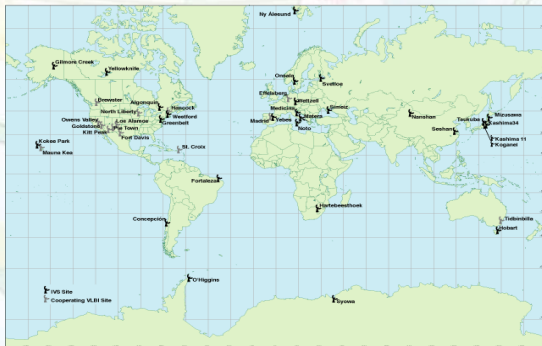 Ny Alesund
Gilmore Creek
Yellowknife
Onsala
Svetloe
Effelsberg
Wettzell
Brewster
Algonquin
Hancock
North Liberty
Westford
Greenbelt
Medicina
Matera
Simeiz
Nanshan
Mizusawa
Tsukuba
Kashima34
Owens Valley
Los Alamos
Goldstone
Pie Town
Kitt Peak
Fort Davis
Madrid
Yebes
Noto
Seshan
Kashima 11
Koganei
Kokee Park
Mauna Kea
St. Croix
Fortaleza
Hartebeesthoek
Concepción
Tidbinbilla
Hobart
O'Higgins
Syowa
IVS Site
Cooperating VLBI Site